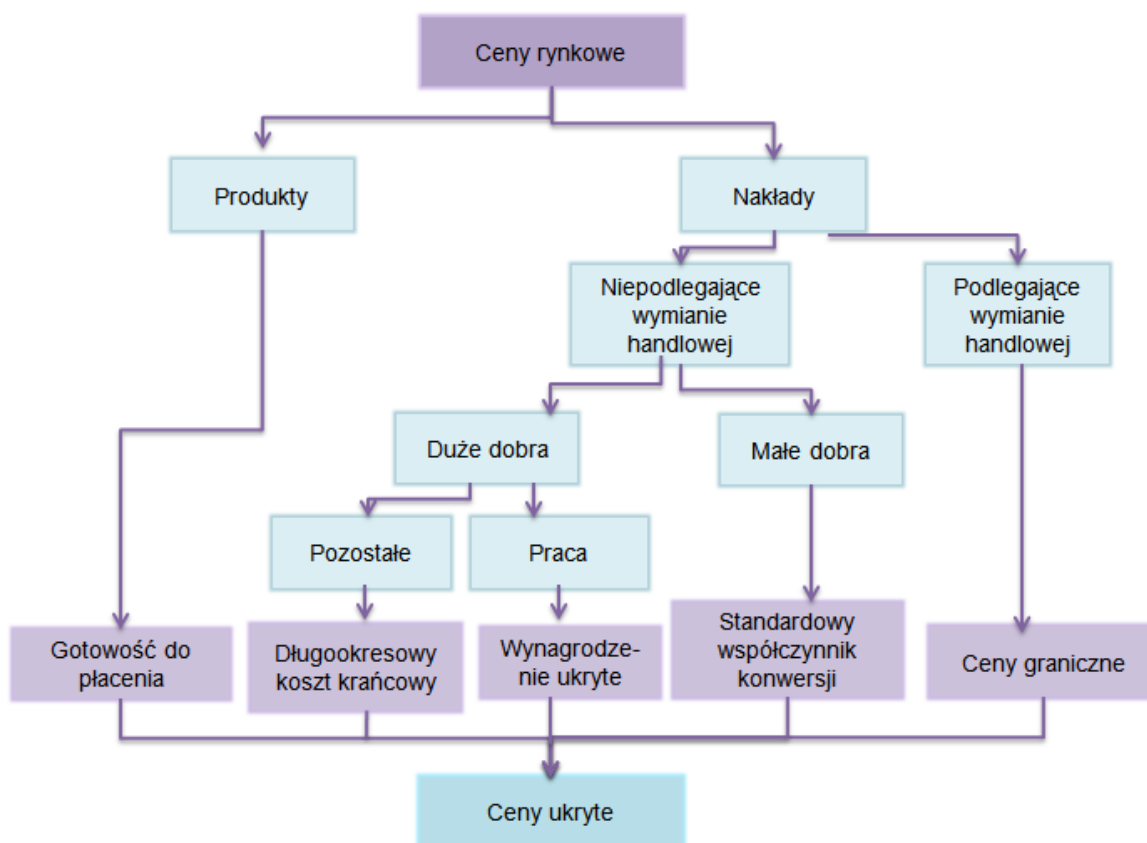 Ceny rynkowe
Produkty
Nakłady
Niepodlegające
wymianie
handlowej
Podlegające
wymianie
handlowej
Duże dobra
Małe dobra
Pozostałe
Praca
Gotowość do
płacenia
Długookresowy
koszt krańcowy
Wynagrodze-
nie ukryte
Standardowy
współczynnik
konwersji
Ceny graniczne
Ceny ukryte